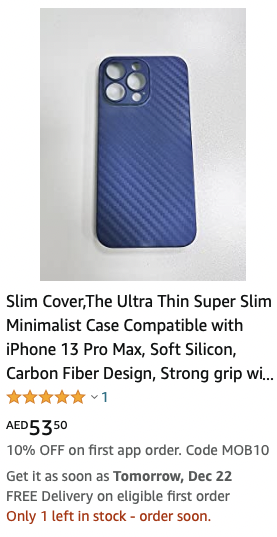 Slim Cover,The Ultra Thin Super Slim
Minimalist Case Compatible with
iPhone 13 Pro Max, Soft Silicon,
Carbon Fiber Design, Strong grip wi...
1
AED5350
10% OFF on first app order. Code MOB10
Get it as soon as Tomorrow, Dec 22
FREE Delivery on eligible first order
Only 1 left in stock - order soon.